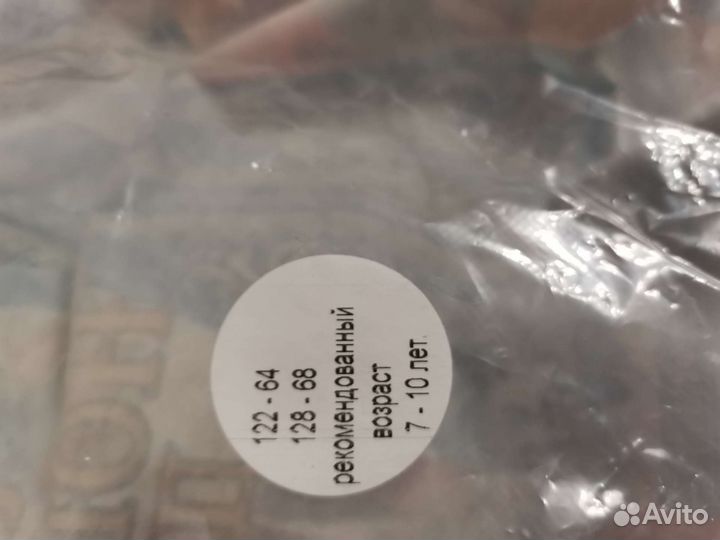 122 - 64
128 - 68
рекомендованный
возраст
7 - 10 лет.
Avito